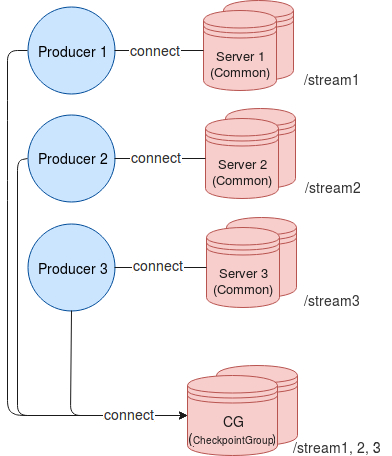 Producer 1
connect
Server 1
(Common)
/stream1
Producer 2
connect
Server 2
(Common)
/stream2
Producer 3
connect
Server 3
(Common)
/stream3
connect
CG
(CheckpointGroup)
/stream1, 2, 3